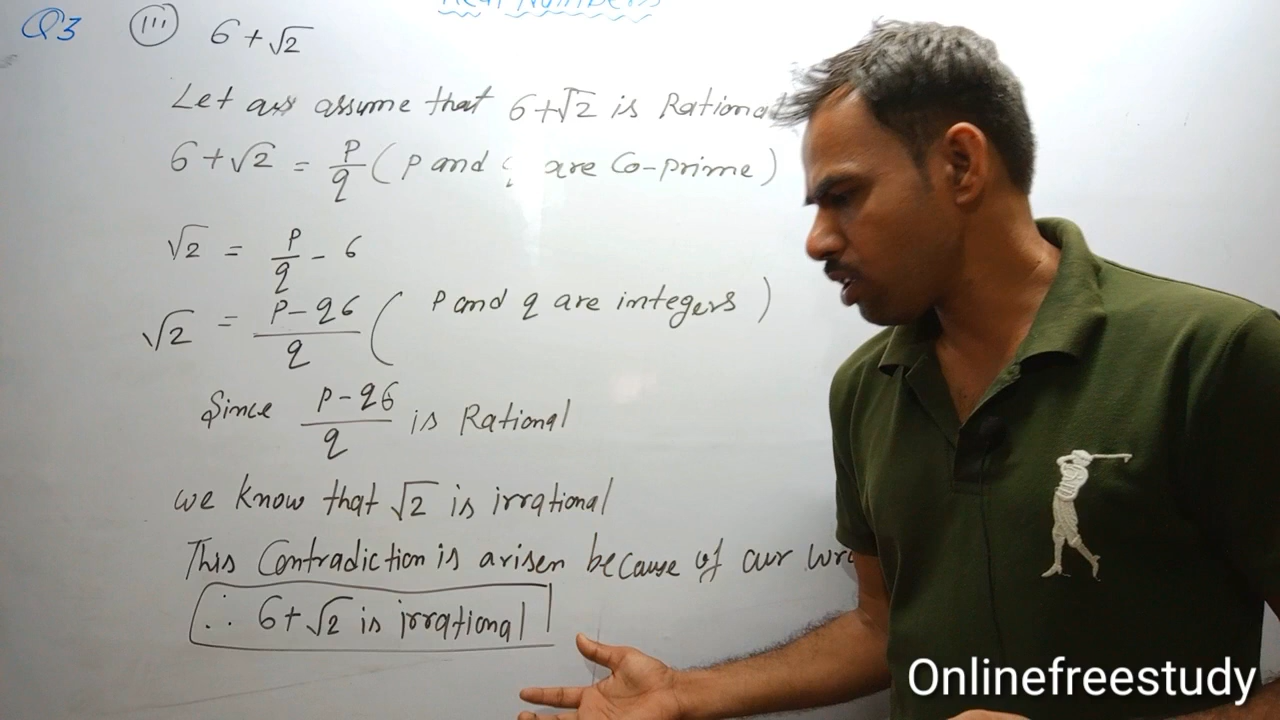 Real Numbers
Q3 (III) 6 + √2
Let us assume that 6+√2 is Rational
6 + √2 = p/q ( p and q are Co-prime )
√2 = p/q - 6
√2 = p - q6 / q ( p and q are integers )
Since p - q6 / q is Rational
we know that √2 is irrational
This Contradiction is arisen because of our
∴ 6 + √2 is irrational
Onlinefreestudy